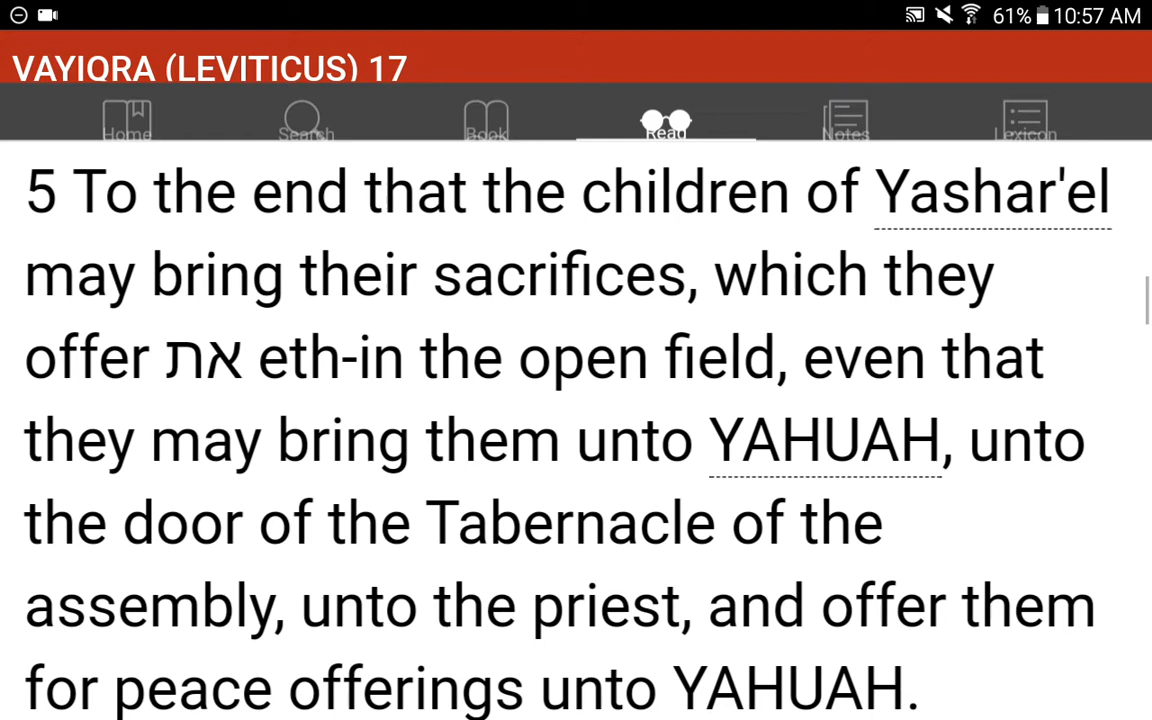 61% 10:57 AM
VAYIQRA (LEVITICUS) 17
Home Search Book Read Notes Lexicon
5 To the end that the children of Yashar'el
may bring their sacrifices, which they
offer את eth-in the open field, even that
they may bring them unto YAHUAH, unto
the door of the Tabernacle of the
assembly, unto the priest, and offer them
for peace offerings unto YAHUAH.